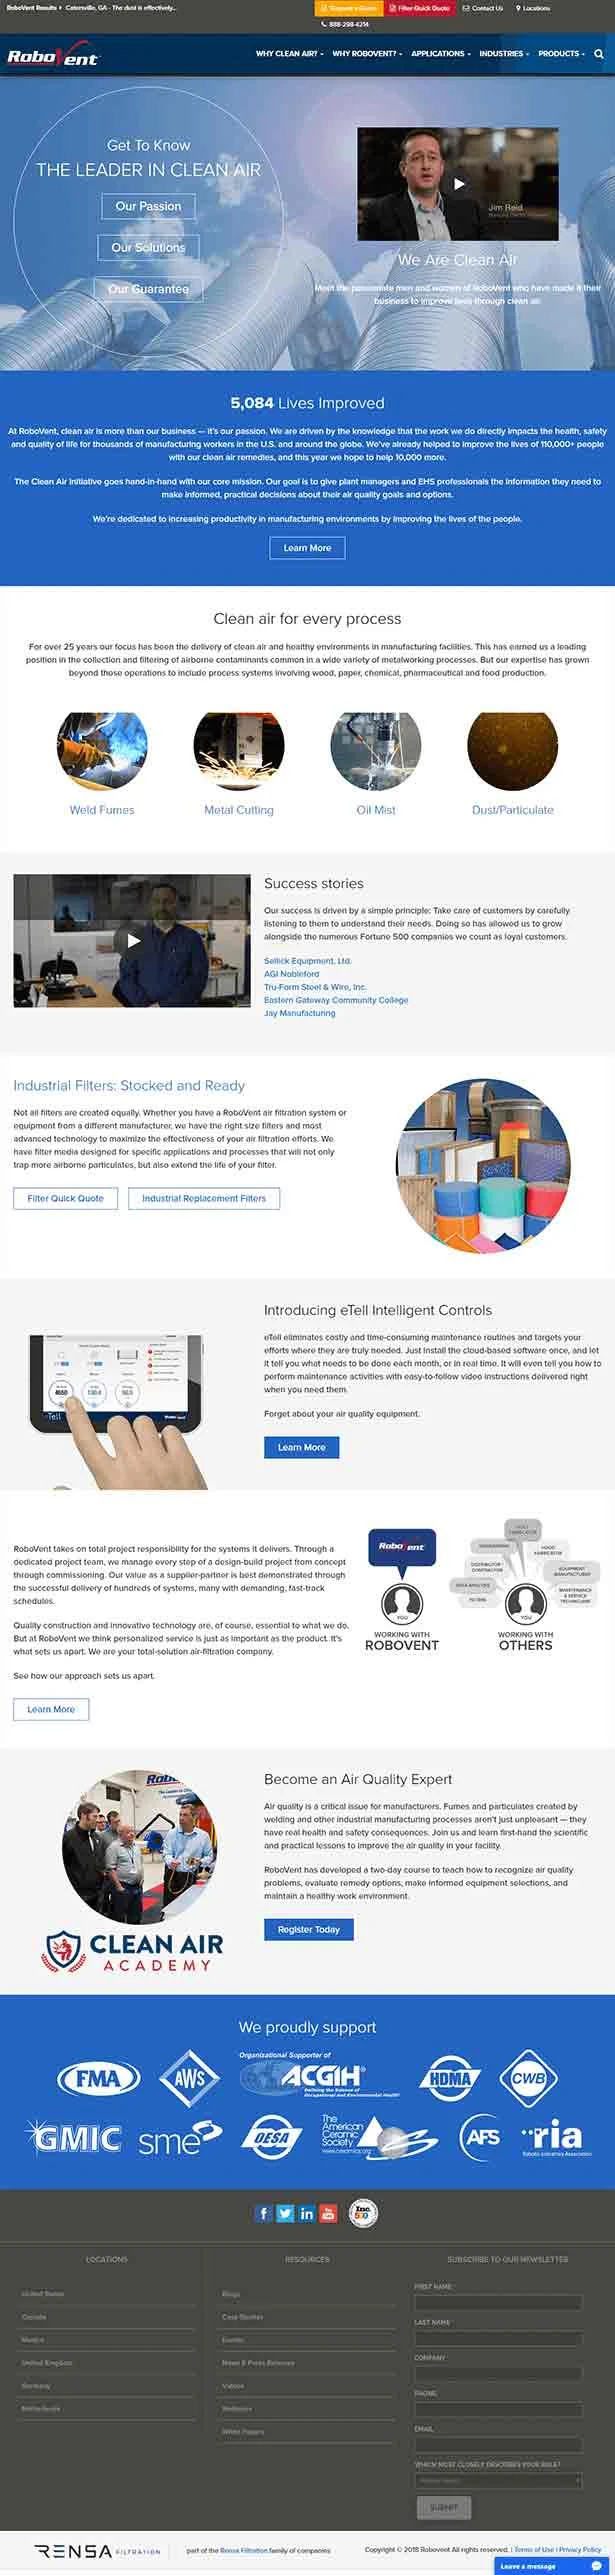 RoboVent Results Catersville, GA - The dust is effectively...
Request a Quote Filter Quick Quote Contact Us Locations
888-298-4214
RoboVent
WHY CLEAN AIR? WHY ROBOVENT? APPLICATIONS INDUSTRIES PRODUCTS
Get To Know
THE LEADER IN CLEAN AIR
Our Passion
Our Solutions
Our Guarantee
Jim Reid
We Are Clean Air
Meet the passionate men and women of RoboVent who have made it their
business to improve lives through clean air.
5,084 Lives Improved
At RoboVent, clean air is more than our business — it's our passion. We are driven by the knowledge that the work we do directly impacts the health, safety
and quality of life for thousands of manufacturing workers in the U.S. and around the globe. We've already helped to improve the lives of 110,000+ people
with our clean air remedies, and this year we hope to help 10,000 more.
The Clean Air Initiative goes hand-in-hand with our core mission. Our goal is to give plant managers and EHS professionals the information they need to
make informed, practical decisions about their air quality goals and options.
We're dedicated to increasing productivity in manufacturing environments by improving the lives of the people.
Learn More
Clean air for every process
For over 25 years our focus has been the delivery of clean air and healthy environments in manufacturing facilities. This has earned us a leading
position in the collection and filtering of airborne contaminants common in a wide variety of metalworking processes. But our expertise has grown
beyond those operations to include process systems involving wood, paper, chemical, pharmaceutical and food production.
Weld Fumes
Metal Cutting
Oil Mist
Dust/Particulate
Success stories
Our success is driven by a simple principle: Take care of customers by carefully
listening to them to understand their needs. Doing so has allowed us to grow
alongside the numerous Fortune 500 companies we count as loyal customers.
Sellick Equipment, Ltd.
AGI Nobleford
Tru-Form Steel & Wire, Inc.
Eastern Gateway Community College
Jay Manufacturing
Industrial Filters: Stocked and Ready
Not all filters are created equally. Whether you have a RoboVent air filtration system or
equipment from a different manufacturer, we have the right size filters and most
advanced technology to maximize the effectiveness of your air filtration efforts. We
have filter media designed for specific applications and processes that will not only
trap more airborne particulates, but also extend the life of your filter.
Filter Quick Quote
Industrial Replacement Filters
Introducing eTell Intelligent Controls
eTell eliminates costly and time-consuming maintenance routines and targets your
efforts where they are truly needed. Just install the cloud-based software once, and let
it tell you what needs to be done each month, or in real time. It will even tell you how to
perform maintenance activities with easy-to-follow video instructions delivered right
when you need them.
Forget about your air quality equipment.
Learn More
RoboVent takes on total project responsibility for the systems it delivers. Through a
dedicated project team, we manage every step of a design-build project from concept
through commissioning. Our value as a supplier-partner is best demonstrated through
the successful delivery of hundreds of systems, many with demanding, fast-track
schedules.
Quality construction and innovative technology are, of course, essential to what we do.
But at RoboVent we think personalized service is just as important as the product. It's
what sets us apart. We are your total-solution air-filtration company.
See how our approach sets us apart.
Learn More
RoboVent
YOU
WORKING WITH
ROBOVENT
HOOD
FABRICATOR
DISTRIBUTOR
CONTRACTOR
EQUIPMENT
MANUFACTURER
MAINTENANCE
& SERVICE
TECHNICIANS
FILTERS
YOU
WORKING WITH
OTHERS
Become an Air Quality Expert
Air quality is a critical issue for manufacturers. Fumes and particulates created by
welding and other industrial manufacturing processes aren't just unpleasant — they
have real health and safety consequences. Join us and learn first-hand the scientific
and practical lessons to improve the air quality in your facility.
RoboVent has developed a two-day course to teach how to recognize air quality
problems, evaluate remedy options, make informed equipment selections, and
maintain a healthy work environment.
Register Today
CLEAN AIR
ACADEMY
We proudly support
FMA
AWS
Organizational Supporter of
ACGIH
Defining the Science of
Occupational and Environmental Health
HDMA
CWB
GMIC
sme
OESA
The
American
Ceramic
Society
www.ceramics.org
AFS
ria
Robotic Industries Association
Inc.
500
LOCATIONS
United States
Canada
Mexico
United Kingdom
Germany
Netherlands
RESOURCES
Blogs
Case Studies
Events
News & Press Releases
Videos
Webinars
White Papers
SUBSCRIBE TO OUR NEWSLETTER
FIRST NAME
LAST NAME
COMPANY
PHONE
EMAIL
WHICH MOST CLOSELY DESCRIBES YOUR ROLE?
SUBMIT
RENSA FILTRATION
part of the Rensa Filtration family of companies
Copyright © 2018 Robovent All rights reserved. | Terms of Use | Privacy Policy
Leave a message